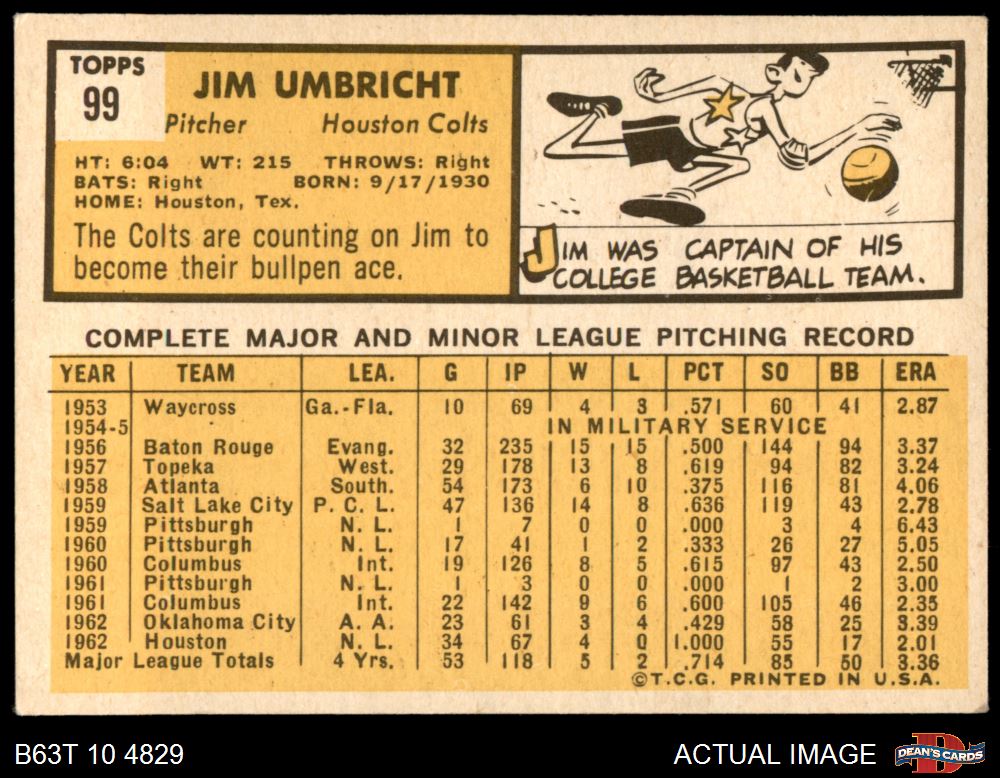 TOPPS
99
JIM UMBRICHT
Pitcher Houston Colts
HT: 6:04 WT: 215 THROWS: Right
BATS: Right BORN: 9/17/1930
HOME: Houston, Tex.
The Colts are counting on Jim to
become their bullpen ace.
JIM WAS CAPTAIN OF HIS
COLLEGE BASKETBALL TEAM.
COMPLETE MAJOR AND MINOR LEAGUE PITCHING RECORD
YEAR TEAM LEA. G IP W L PCT SO BB ERA
1953 Waycross Ga.-Fla. 10 69 4 3 .571 60 41 2.87
1954-5 IN MILITARY SERVICE
1956 Baton Rouge Evang. 32 235 15 15 .500 144 94 3.37
1957 Topeka West. 29 178 13 8 .619 94 82 3.24
1958 Atlanta South. 54 173 6 10 .375 116 81 4.06
1959 Salt Lake City P. C. L. 47 136 14 8 .636 119 43 2.78
1959 Pittsburgh N. L. 1 7 0 0 .000 3 4 6.43
1960 Pittsburgh N. L. 17 41 1 2 .333 26 27 5.05
1960 Columbus Int. 19 126 8 5 .615 97 43 2.50
1961 Pittsburgh N. L. 1 3 0 0 .000 1 2 3.00
1961 Columbus Int. 22 142 9 6 .600 105 46 2.35
1962 Oklahoma City A. A. 23 61 3 4 .429 58 25 3.39
1962 Houston N. L. 34 67 4 0 1.000 55 17 2.01
Major League Totals 4 Yrs. 53 118 5 2 .714 85 50 3.36
©T.C.G. PRINTED IN U.S.A.
B63T 10 4829 ACTUAL IMAGE DEAN'S CARDS